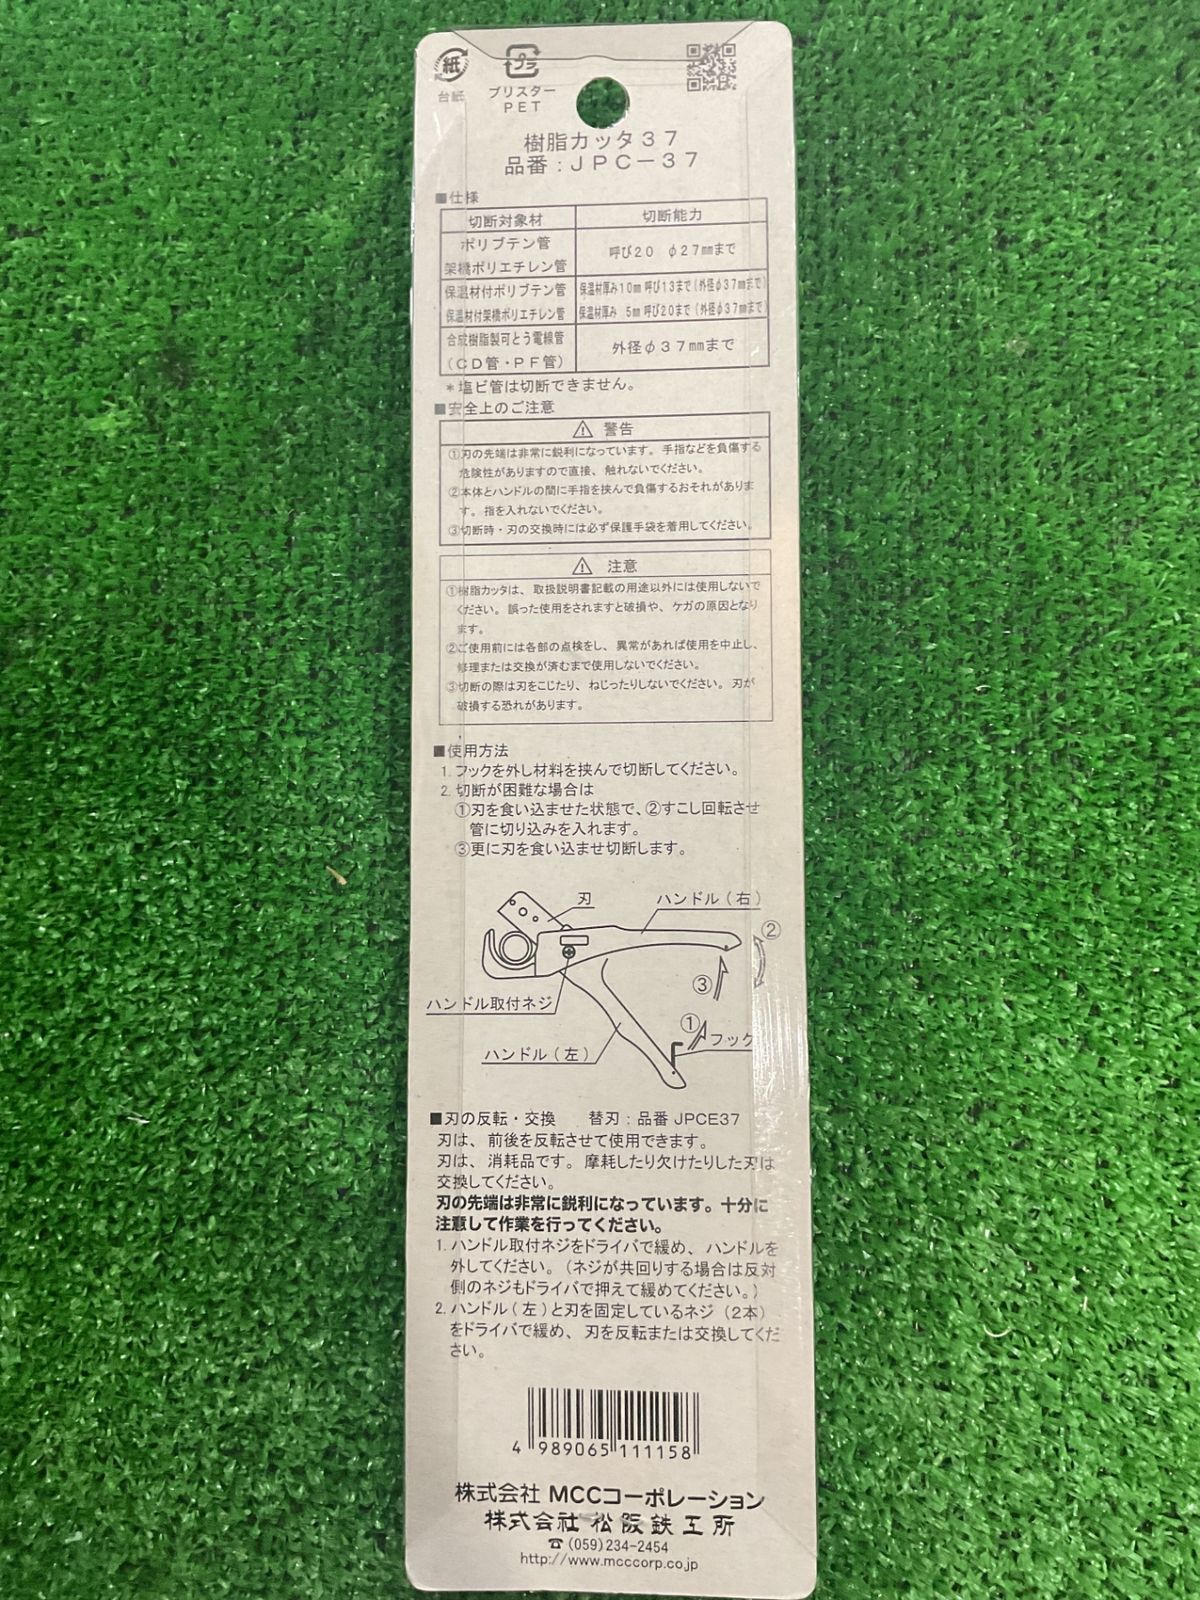 紙
プラ
台紙
ブリスター
PET
樹脂カッタ37
品番：JPC－37
■仕様
切断対象材 切断能力
ポリブテン管
架橋ポリエチレン管
呼び20 φ27㎜まで
保温材付ポリブテン管 保温材厚み10㎜ 呼び13まで（外径φ37㎜まで）
保温材付架橋ポリエチレン管 保温材厚み 5㎜ 呼び20まで（外径φ37㎜まで）
合成樹脂製可とう電線管
（CD管・PF管）
外径φ37㎜まで
＊塩ビ管は切断できません。
■安全上のご注意
⚠ 警告
①刃の先端は非常に鋭利になっています。手指などを負傷する
危険性がありますので直接、触れないでください。
②本体とハンドルの間に手指を挟んで負傷するおそれがありま
す。指を入れないでください。
③切断時・刃の交換時には必ず保護手袋を着用してください。
⚠ 注意
①樹脂カッタは、取扱説明書記載の用途以外には使用しないで
ください。誤った使用をされますと破損や、ケガの原因となり
ます。
②ご使用前には各部の点検をし、異常があれば使用を中止し、
修理または交換が済むまで使用しないでください。
③切断の際は刃をこじたり、ねじったりしないでください。刃が
破損する恐れがあります。
■使用方法
1. フックを外し材料を挟んで切断してください。
2. 切断が困難な場合は
①刃を食い込ませた状態で、②すこし回転させ
管に切り込みを入れます。
③更に刃を食い込ませ切断します。
刃
ハンドル（右）
②
③
ハンドル取付ネジ
①
フック
ハンドル（左）
■刃の反転・交換 替刃：品番 JPCE37
刃は、前後を反転させて使用できます。
刃は、消耗品です。摩耗したり欠けたりした刃は
交換してください。
刃の先端は非常に鋭利になっています。十分に
注意して作業を行ってください。
1. ハンドル取付ネジをドライバで緩め、ハンドルを
外してください。（ネジが共回りする場合は反対
側のネジもドライバで押えて緩めてください。）
2. ハンドル（左）と刃を固定しているネジ（2本）
をドライバで緩め、刃を反転または交換してくだ
さい。
4 989065 111158
株式会社 MCCコーポレーション
株式会社 松阪鉄工所
☎(059)234-2454
http://www.mcccorp.co.jp